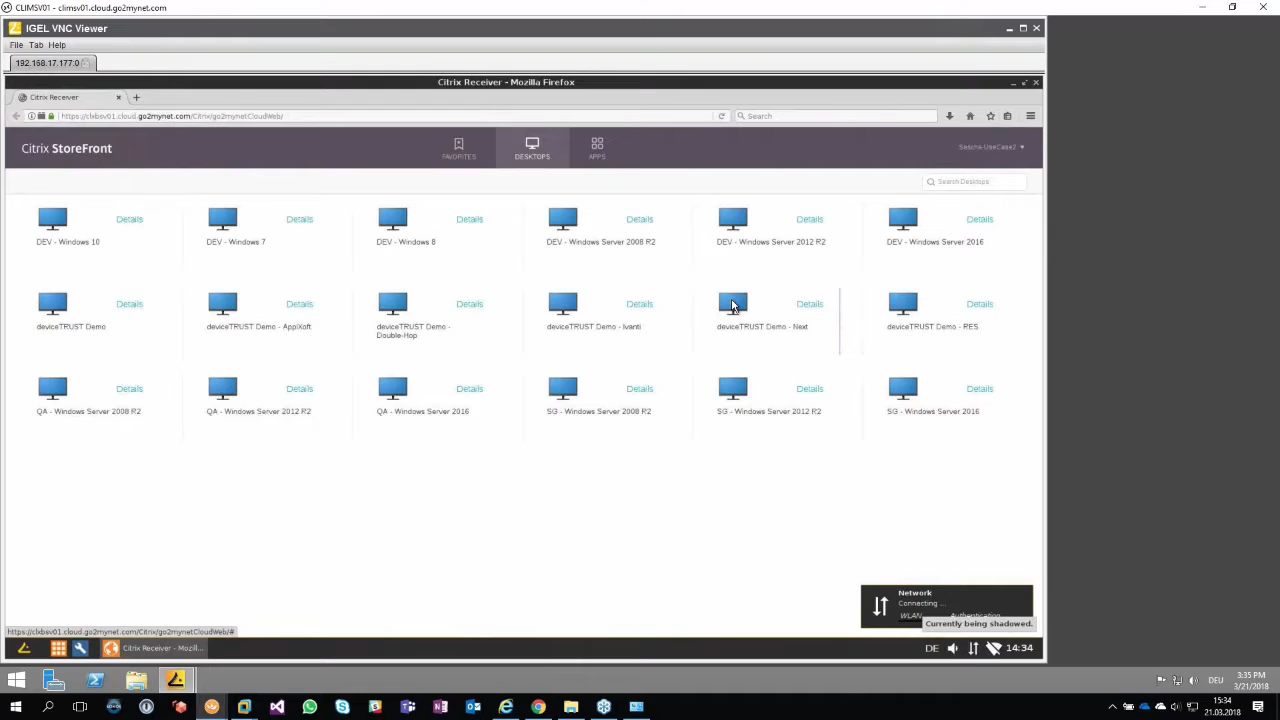 CLIMSV01 - climsv01.cloud.go2mynet.com
IGEL VNC Viewer
File Tab Help
192.168.17.177:0
Citrix Receiver - Mozilla Firefox
Citrix Receiver
https://clxbsv01.cloud.go2mynet.com/Citrix/go2mynetCloudWeb/
Search
Citrix StoreFront
FAVORITES
DESKTOPS
APPS
Sascha-UseCase2
Search Desktops
Details Details Details Details Details Details
DEV - Windows 10 DEV - Windows 7 DEV - Windows 8 DEV - Windows Server 2008 R2 DEV - Windows Server 2012 R2 DEV - Windows Server 2016
Details Details Details Details Details Details
deviceTRUST Demo deviceTRUST Demo - AppiXoft deviceTRUST Demo - Double-Hop deviceTRUST Demo - Ivanti deviceTRUST Demo - Next deviceTRUST Demo - RES
Details Details Details Details Details Details
QA - Windows Server 2008 R2 QA - Windows Server 2012 R2 QA - Windows Server 2016 SG - Windows Server 2008 R2 SG - Windows Server 2012 R2 SG - Windows Server 2016
Network
Connecting ...
WLAN Authentication
Currently being shadowed.
https://clxbsv01.cloud.go2mynet.com/Citrix/go2mynetCloudWeb/#
Citrix Receiver - Mozill...
DE
14:34
DEU
3:35 PM
3/21/2018
15:34
21.03.2018